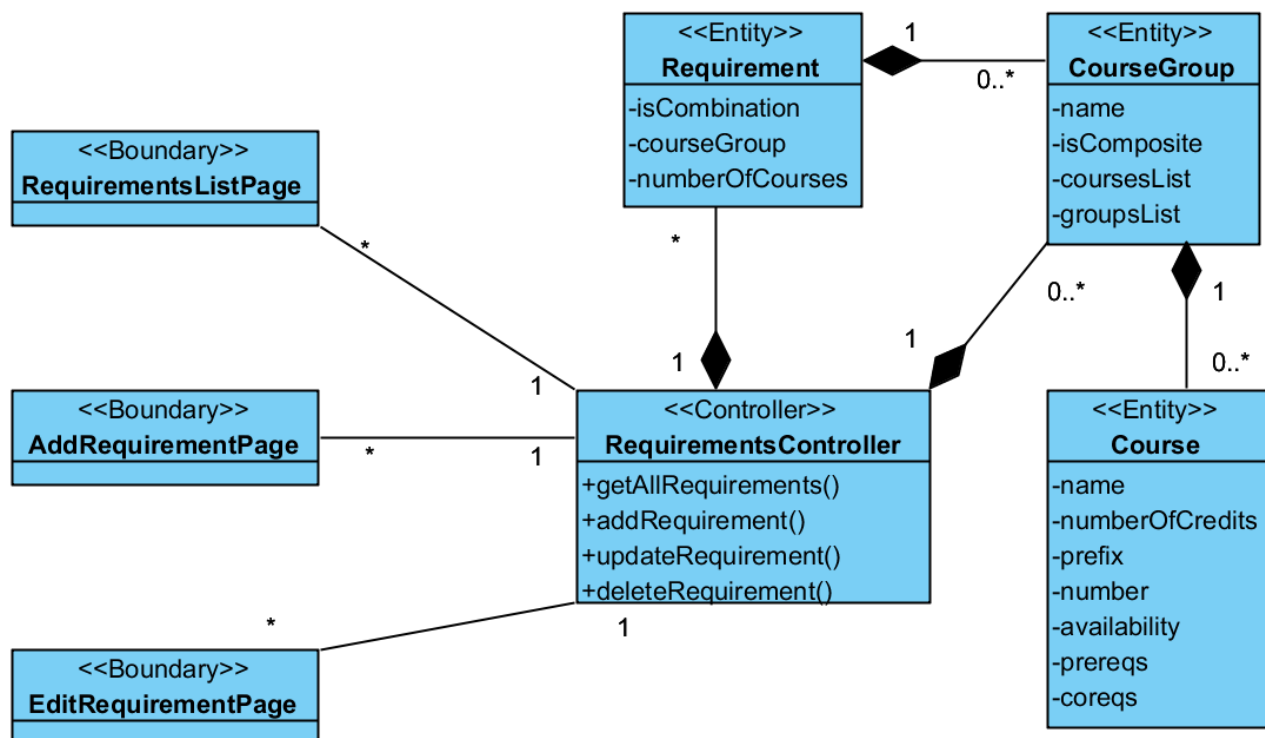 <<Entity>>
Requirement
-isCombination
-courseGroup
-numberOfCourses
1
0..*
<<Entity>>
CourseGroup
-name
-isComposite
-coursesList
-groupsList
<<Boundary>>
RequirementsListPage
*
1
*
1
1
0..*
1
0..*
<<Boundary>>
AddRequirementPage
*
1
<<Controller>>
RequirementsController
+getAllRequirements()
+addRequirement()
+updateRequirement()
+deleteRequirement()
<<Entity>>
Course
-name
-numberOfCredits
-prefix
-number
-availability
-prereqs
-coreqs
*
1
<<Boundary>>
EditRequirementPage